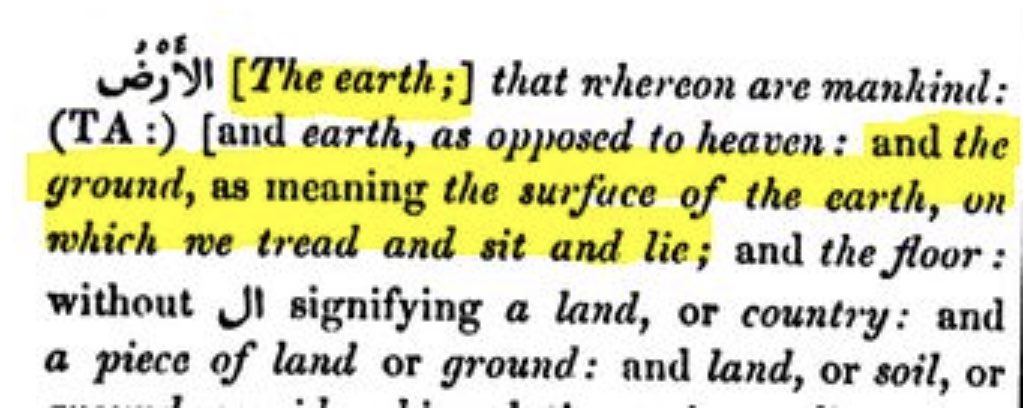 الأَرْضُ [The earth;] that whereon are mankind:
(TA:) [and earth, as opposed to heaven: and the
ground, as meaning the surface of the earth, on
which we tread and sit and lie; and the floor:
without ال signifying a land, or country: and
a piece of land or ground: and land, or soil, or